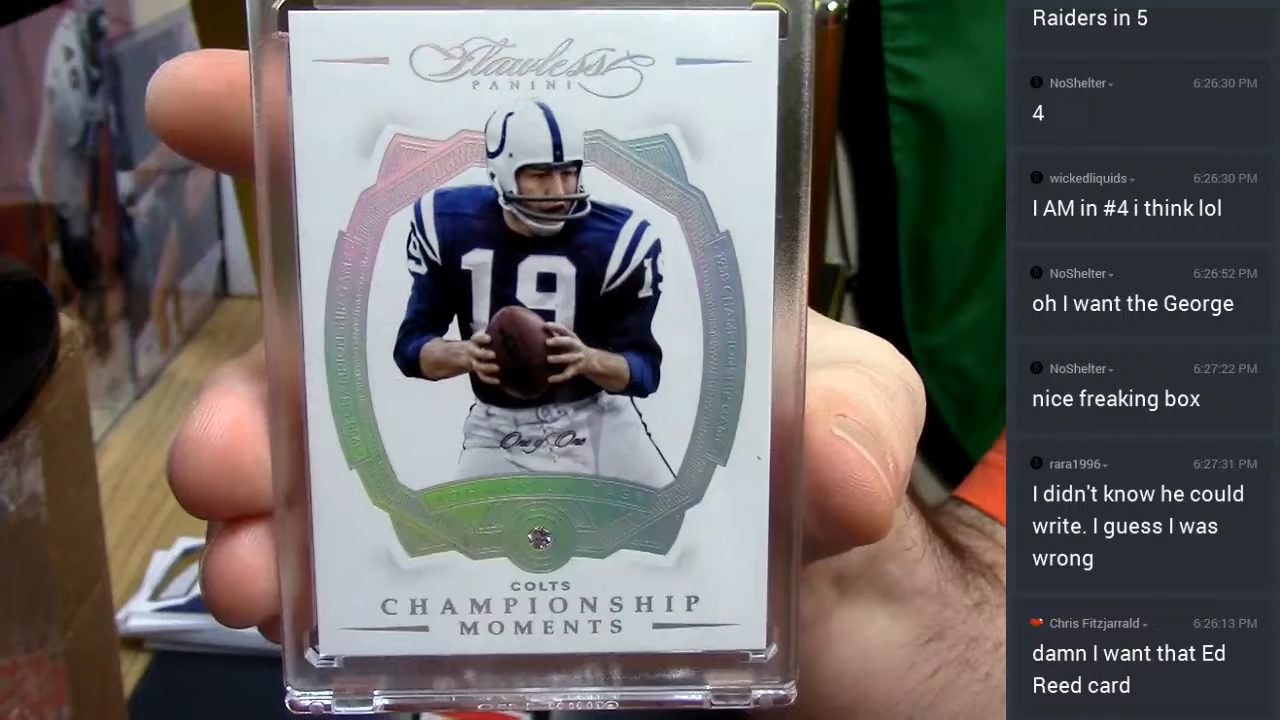 Flawless
PANINI
19
19
19
One of One
COLTS
CHAMPIONSHIP
MOMENTS
Raiders in 5
NoShelter
6:26:30 PM
4
wickedliquids
6:26:30 PM
I AM in #4 i think lol
NoShelter
6:26:52 PM
oh I want the George
NoShelter
6:27:22 PM
nice freaking box
rara1996
6:27:31 PM
I didn't know he could
write. I guess I was
wrong
Chris Fitzjarrald
6:26:13 PM
damn I want that Ed
Reed card